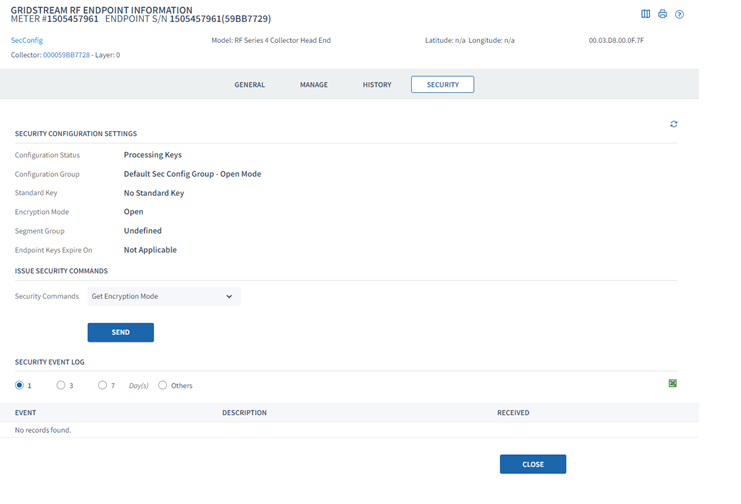 GRIDSTREAM RF ENDPOINT INFORMATION
METER #1505457961 ENDPOINT S/N 1505457961(59BB7729)
SecConfig Model: RF Series 4 Collector Head End Latitude: n/a Longitude: n/a 00.03.D8.00.0F.7F
Collector: 000059BB7728 - Layer: 0
GENERAL MANAGE HISTORY SECURITY
SECURITY CONFIGURATION SETTINGS
Configuration Status Processing Keys
Configuration Group Default Sec Config Group - Open Mode
Standard Key No Standard Key
Encryption Mode Open
Segment Group Undefined
Endpoint Keys Expire On Not Applicable
ISSUE SECURITY COMMANDS
Security Commands Get Encryption Mode
SEND
SECURITY EVENT LOG
1 3 7 Day(s) Others
EVENT DESCRIPTION RECEIVED
No records found.
CLOSE